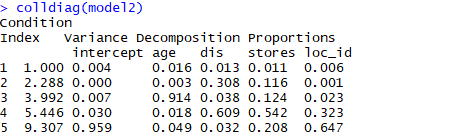 > colldiag(model2)
Condition
Index    Variance Decomposition Proportions
          intercept age   dis   stores loc_id
1  1.000 0.004     0.016 0.013 0.011  0.006
2  2.288 0.000     0.003 0.308 0.116  0.001
3  3.992 0.007     0.914 0.038 0.124  0.023
4  5.446 0.030     0.018 0.609 0.542  0.323
5  9.307 0.959     0.049 0.032 0.208  0.647